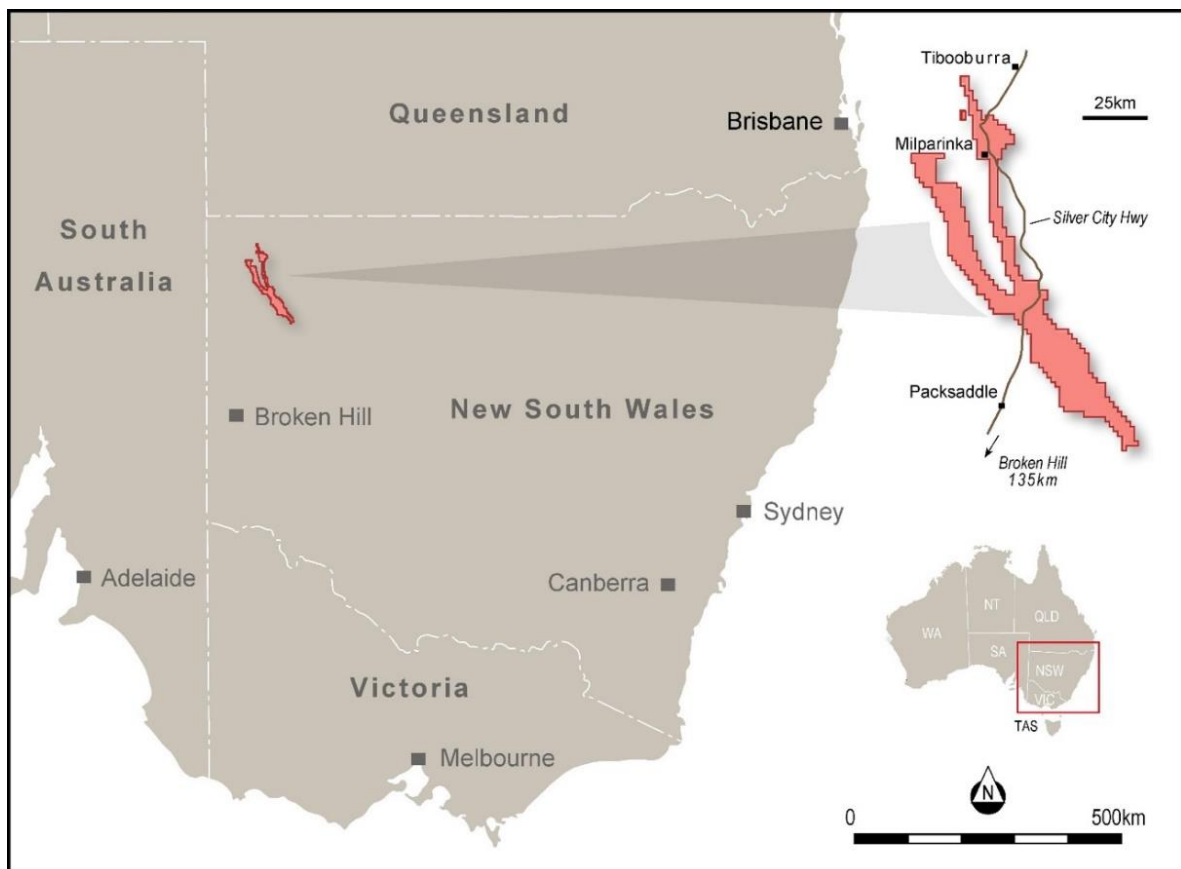 Queensland
Brisbane
South
Australia
Broken Hill
New South Wales
Sydney
Adelaide
Canberra
Victoria
Melbourne
Tibooburra
25km
Milparinka
Silver City Hwy
Packsaddle
Broken Hill
135km
NT
QLD
WA
SA
NSW
VIC
TAS
N
0
500km